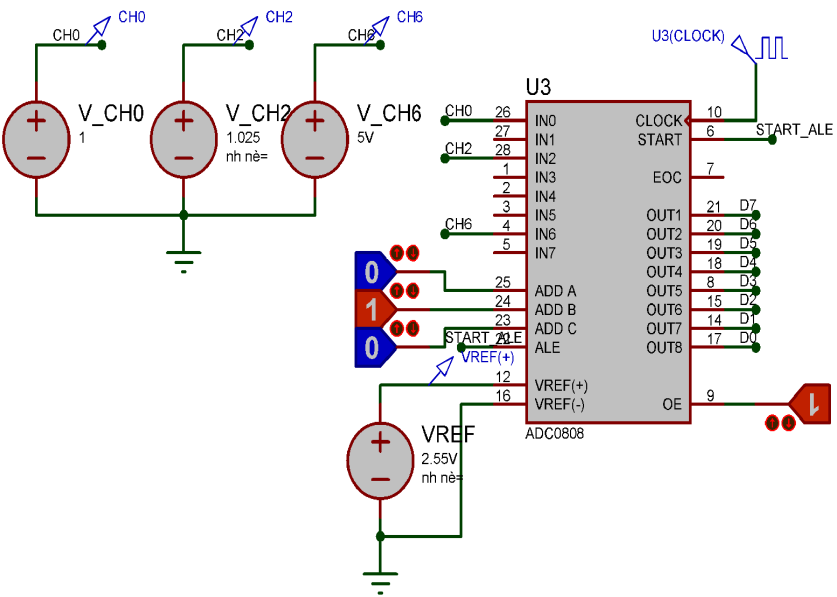 CH0 CH0
CH2 CH2
CH6 CH6
V_CH0
1
V_CH2
1.025
nh nè=
V_CH6
5V
U3(CLOCK)
U3
CH0 26 IN0 CLOCK 10
27 IN1 START 6 START_ALE
CH2 28 IN2
1 IN3 EOC 7
2 IN4
3 IN5 OUT1 21 D7
CH6 4 IN6 OUT2 20 D6
5 IN7 OUT3 19 D5
OUT4 18 D4
0 25 ADD A OUT5 8 D3
1 24 ADD B OUT6 15 D2
0 23 ADD C OUT7 14 D1
START_ALE 22 ALE OUT8 17 D0
VREF(+)
12 VREF(+)
16 VREF(-) OE 9 1
ADC0808
VREF
2.55V
nh nè=